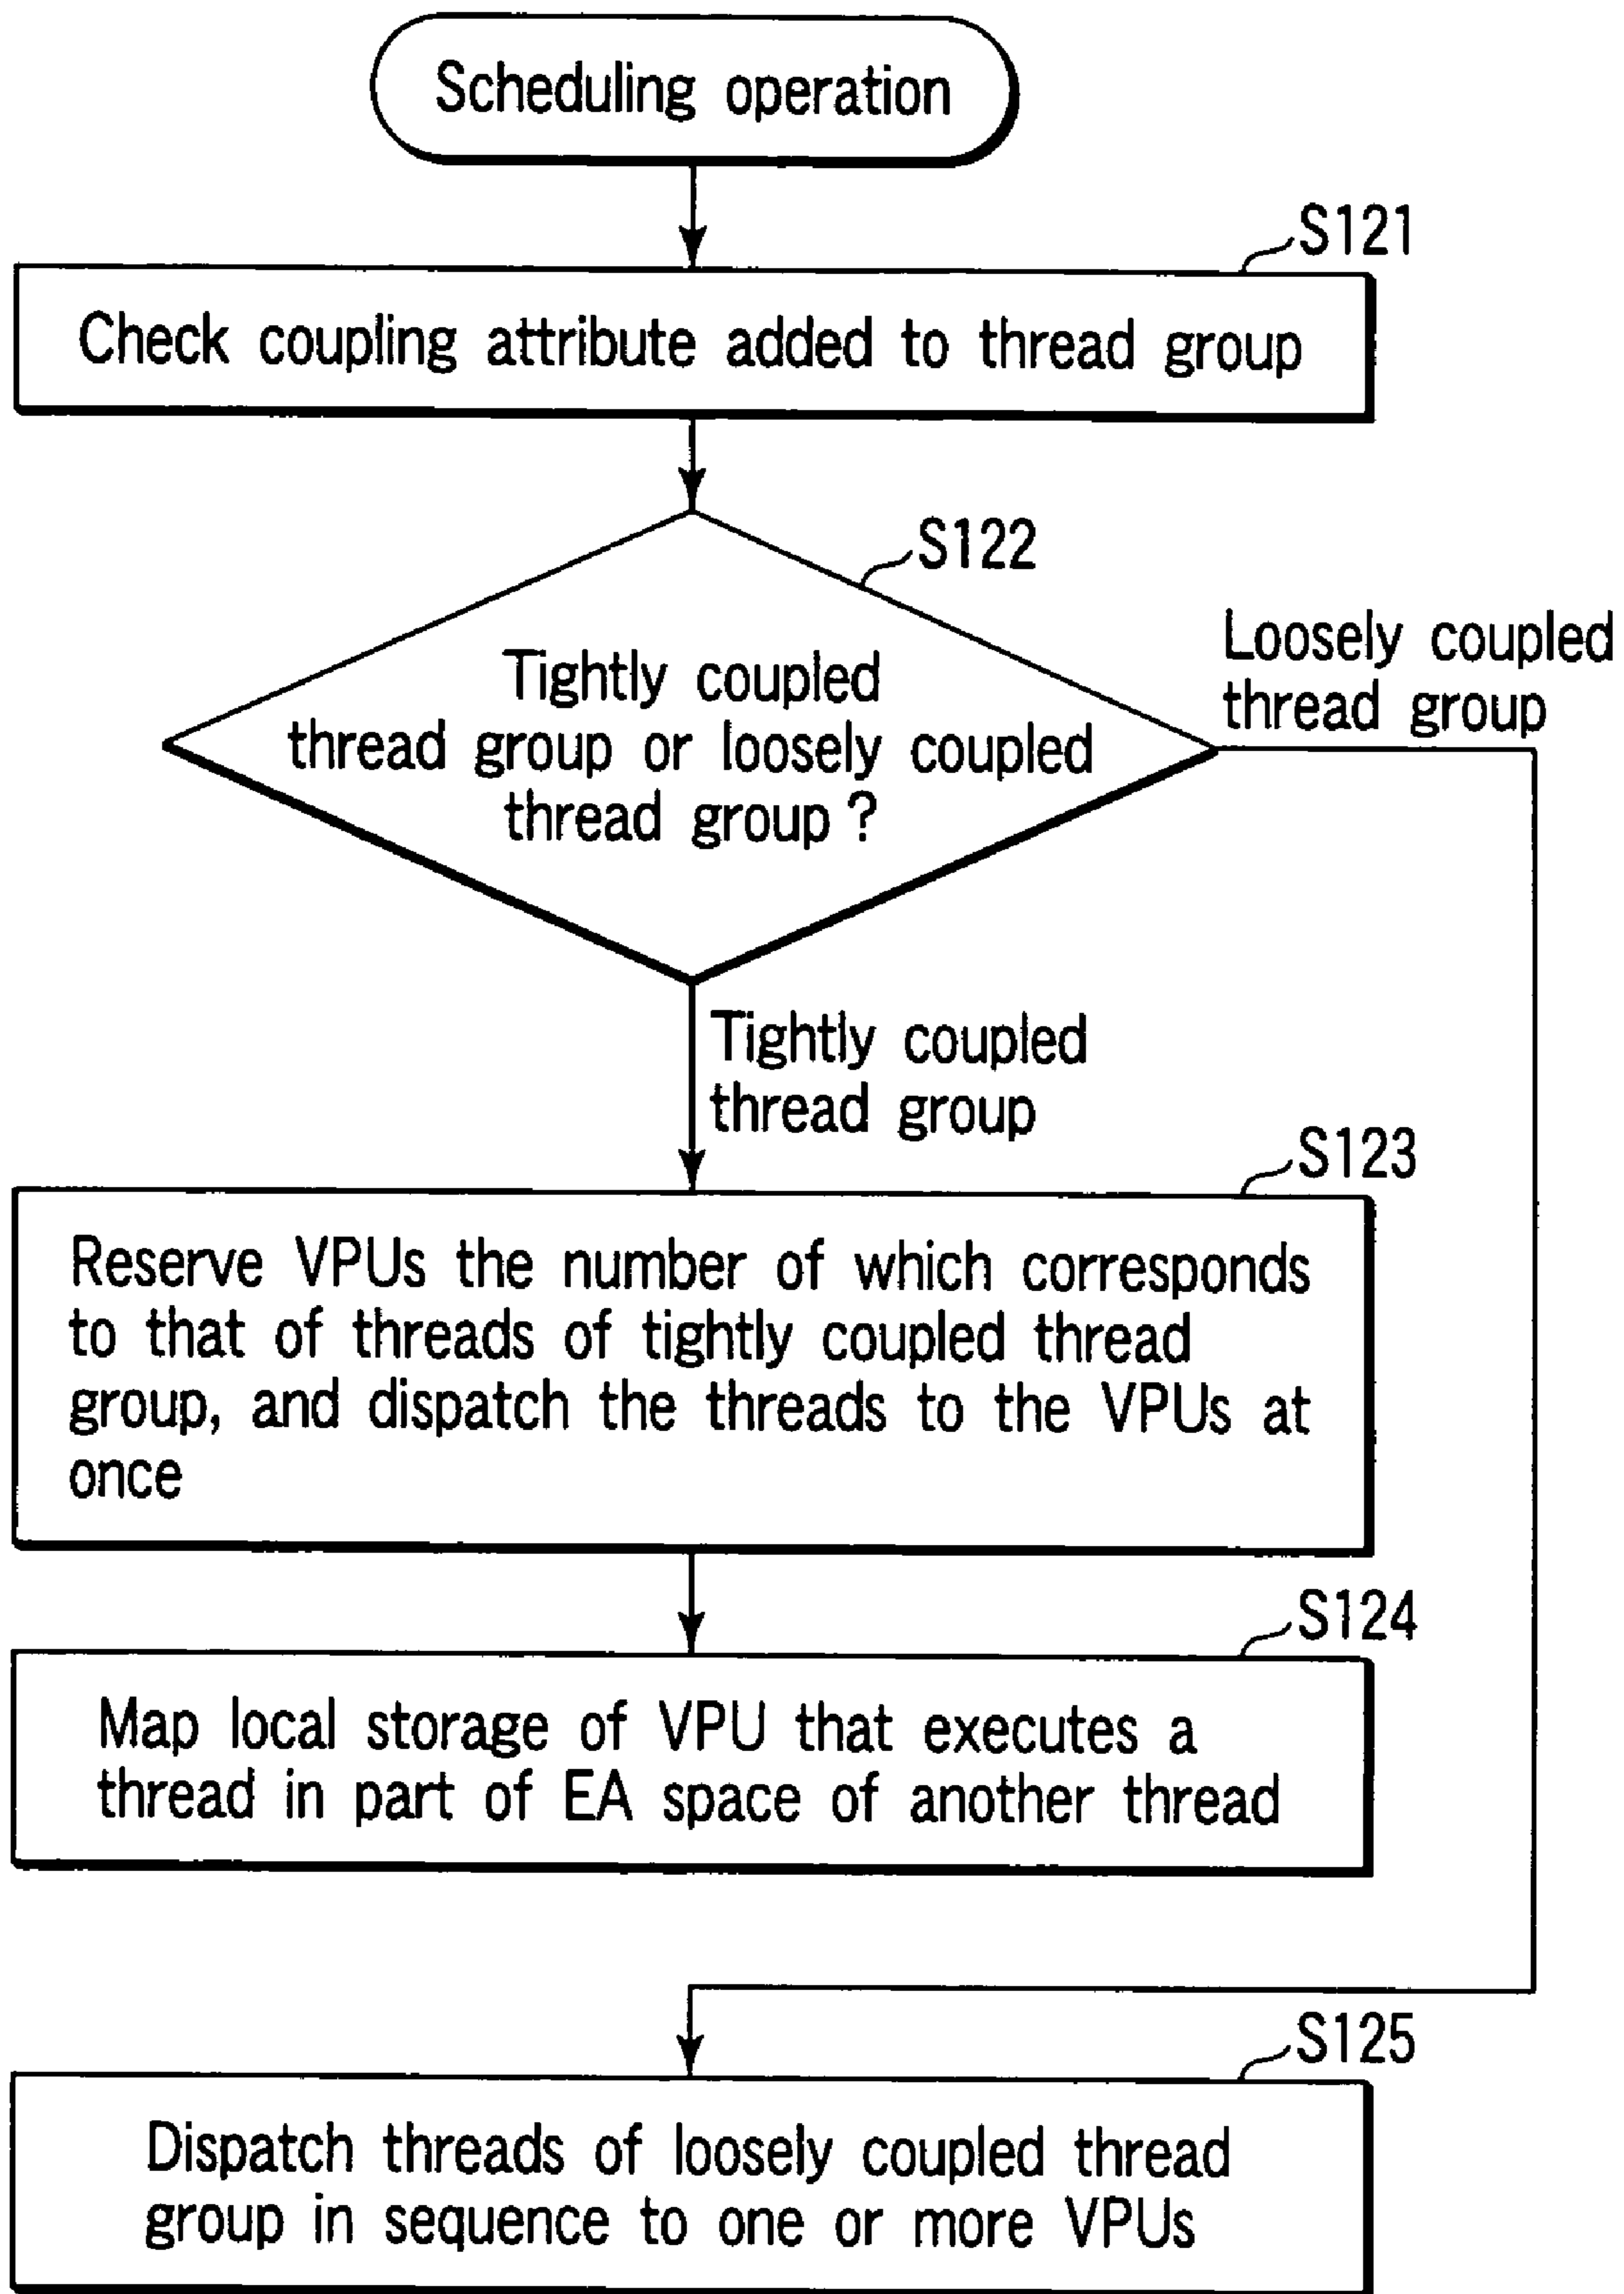 Scheduling operation
S121
Check coupling attribute added to thread group
S122
Loosely coupled
thread group
Tightly coupled
thread group or loosely coupled
thread group ?
Tightly coupled
thread group
S123
Reserve VPUs the number of which corresponds
to that of threads of tightly coupled thread
group, and dispatch the threads to the VPUs at
once
S124
Map local storage of VPU that executes a
thread in part of EA space of another thread
S125
Dispatch threads of loosely coupled thread
group in sequence to one or more VPUs